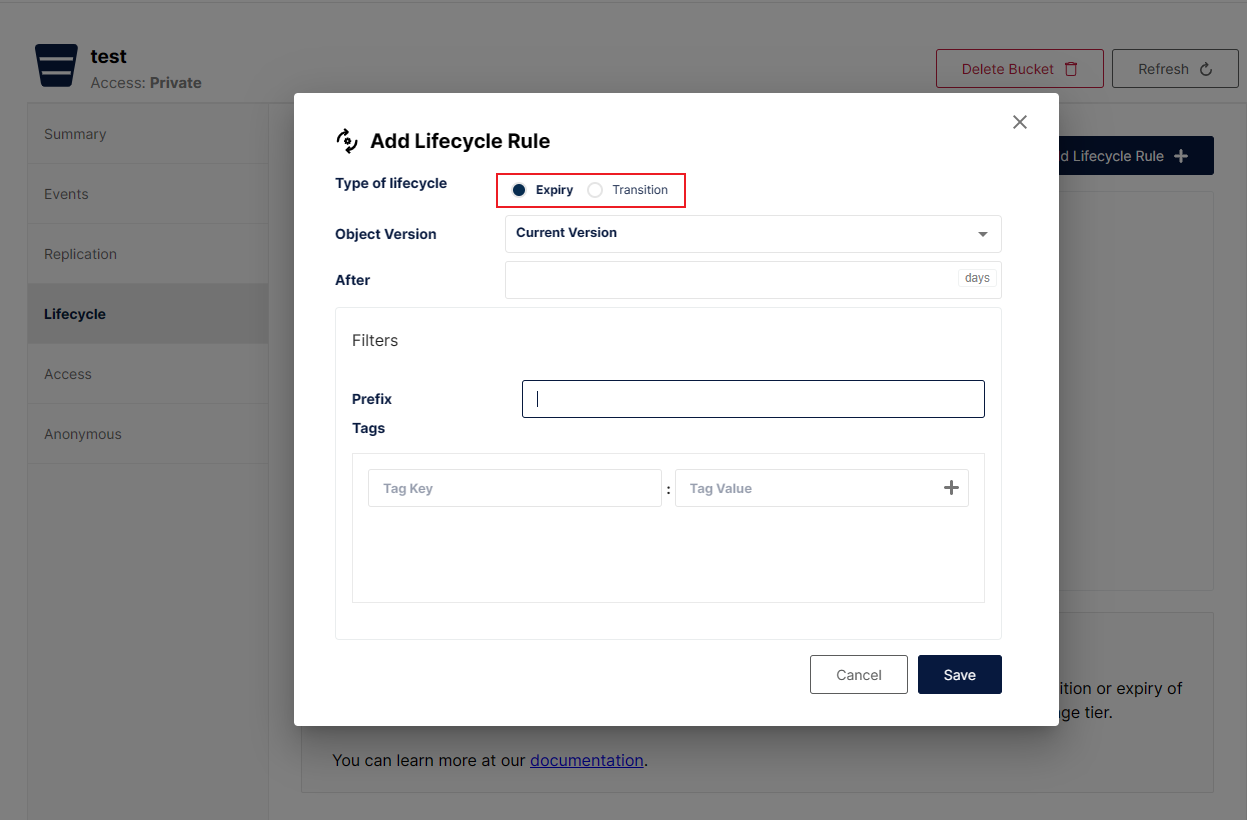 test
Access: Private
Delete Bucket
Refresh
Summary
Events
Replication
Lifecycle
Access
Anonymous
d Lifecycle Rule
Add Lifecycle Rule
Type of lifecycle
Expiry Transition
Object Version
Current Version
After
days
Filters
Prefix
Tags
Tag Key : Tag Value
Cancel
Save
ition or expiry of
ge tier.
You can learn more at our documentation.